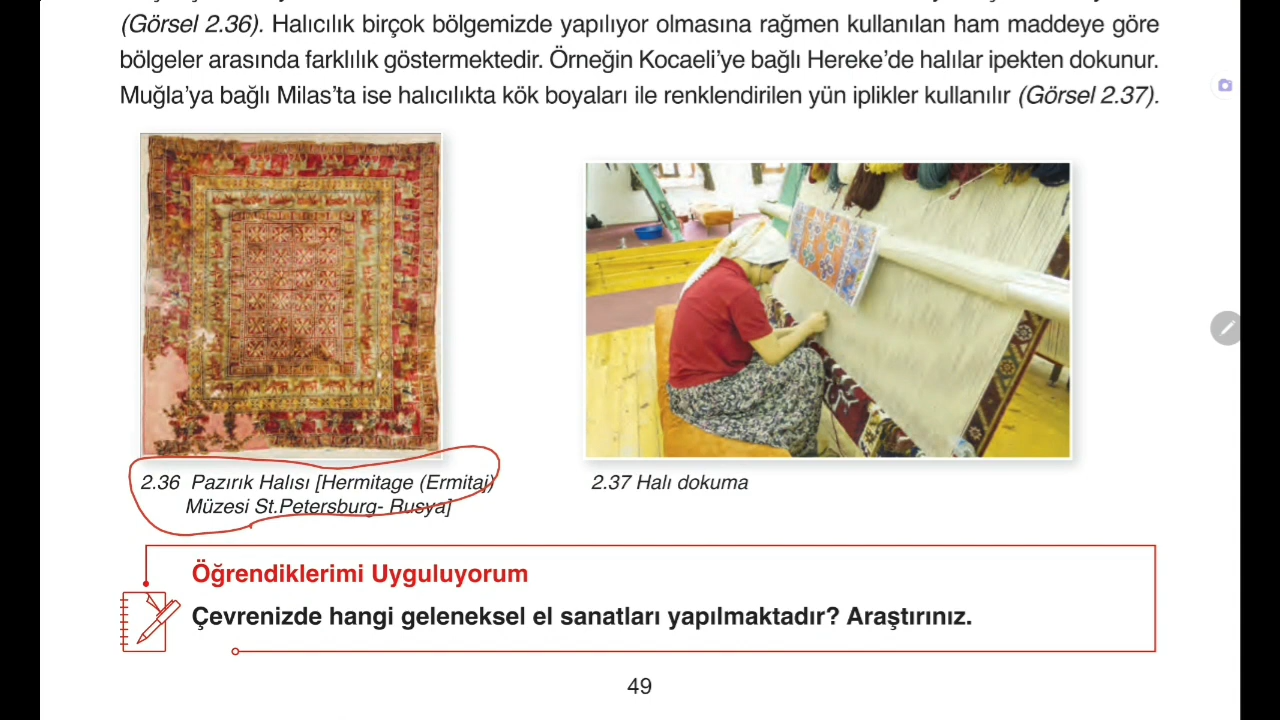 (Görsel 2.36). Halıcılık birçok bölgemizde yapılıyor olmasına rağmen kullanılan ham maddeye göre
bölgeler arasında farklılık göstermektedir. Örneğin Kocaeli'ye bağlı Hereke'de halılar ipekten dokunur.
Muğla'ya bağlı Milas'ta ise halıcılıkta kök boyaları ile renklendirilen yün iplikler kullanılır (Görsel 2.37).
2.36 Pazırık Halısı [Hermitage (Ermitaj)
Müzesi St.Petersburg- Rusya]
2.37 Halı dokuma
Öğrendiklerimi Uyguluyorum
Çevrenizde hangi geleneksel el sanatları yapılmaktadır? Araştırınız.
49